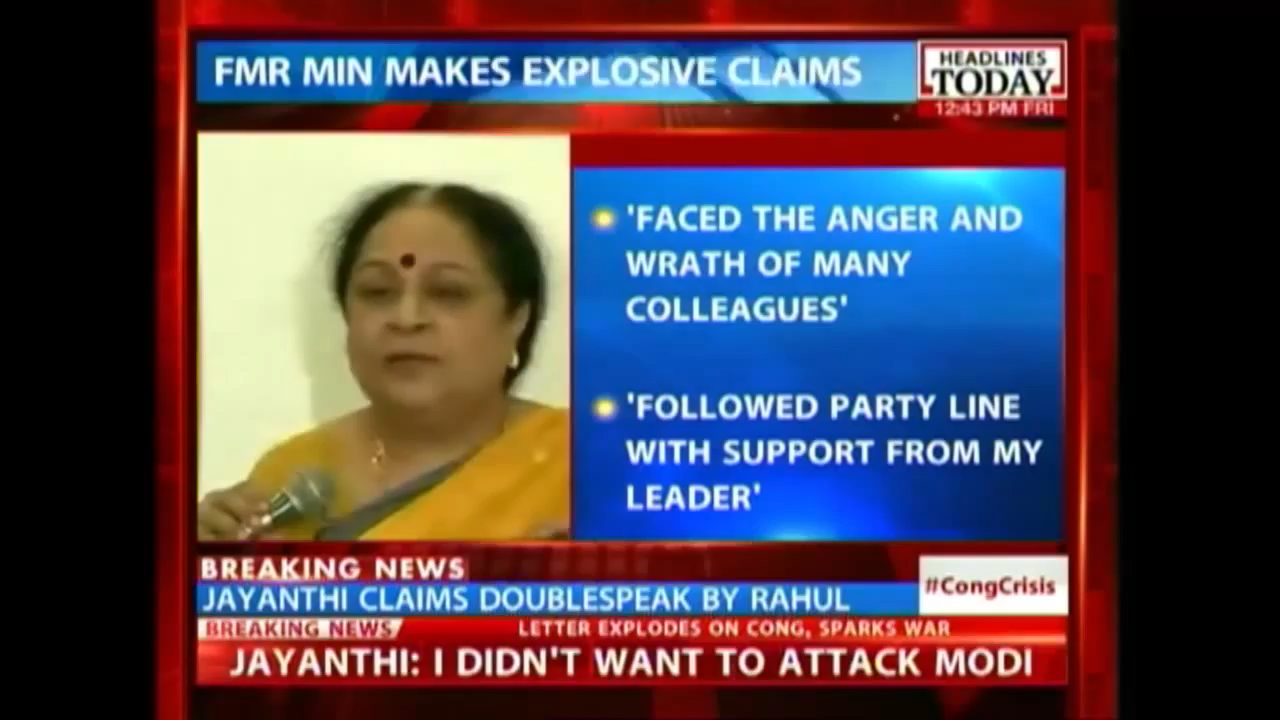 FMR MIN MAKES EXPLOSIVE CLAIMS
HEADLINES
TODAY
12:43 PM FRI
'FACED THE ANGER AND
WRATH OF MANY
COLLEAGUES'
'FOLLOWED PARTY LINE
WITH SUPPORT FROM MY
LEADER'
BREAKING NEWS
JAYANTHI CLAIMS DOUBLESPEAK BY RAHUL
#CongCrisis
BREAKING NEWS
LETTER EXPLODES ON CONG, SPARKS WAR
JAYANTHI: I DIDN'T WANT TO ATTACK MODI